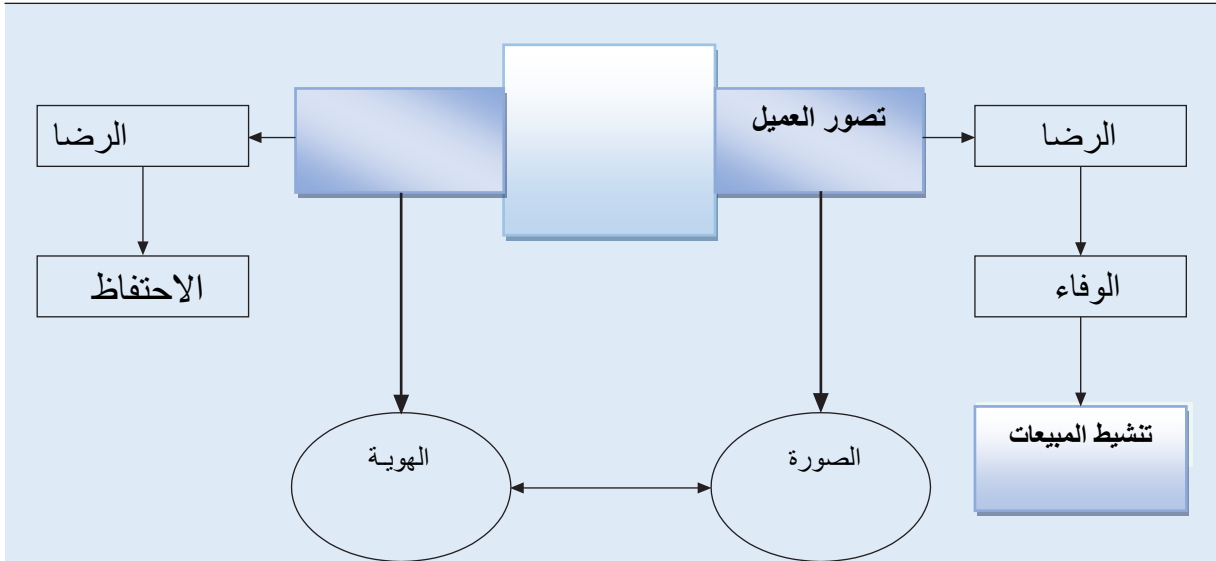 تصور العميل
الرضا
الرضا
الوفاء
الاحتفاظ
تنشيط المبيعات
الصورة
الهوية